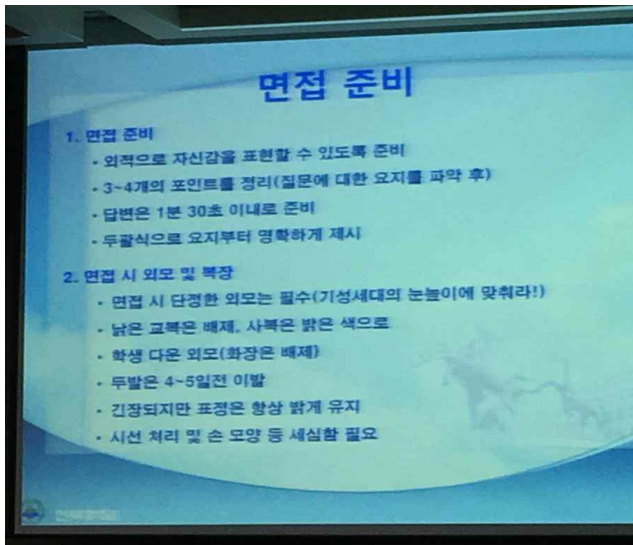 면접 준비
1. 면접 준비
• 외적으로 자신감을 표현할 수 있도록 준비
• 3~4개의 포인트를 정리(질문에 대한 요지를 파악 후)
• 답변은 1분 30초 이내로 준비
• 두괄식으로 요지부터 명확하게 제시
2. 면접 시 외모 및 복장
• 면접 시 단정한 외모는 필수(기성세대의 눈높이에 맞춰라!)
• 낡은 교복은 배제, 사복은 밝은 색으로
• 학생 다운 외모(화장은 배제)
• 두발은 4~5일전 이발
• 긴장되지만 표정은 항상 밝게 유지
• 시선 처리 및 손 모양 등 세심함 필요